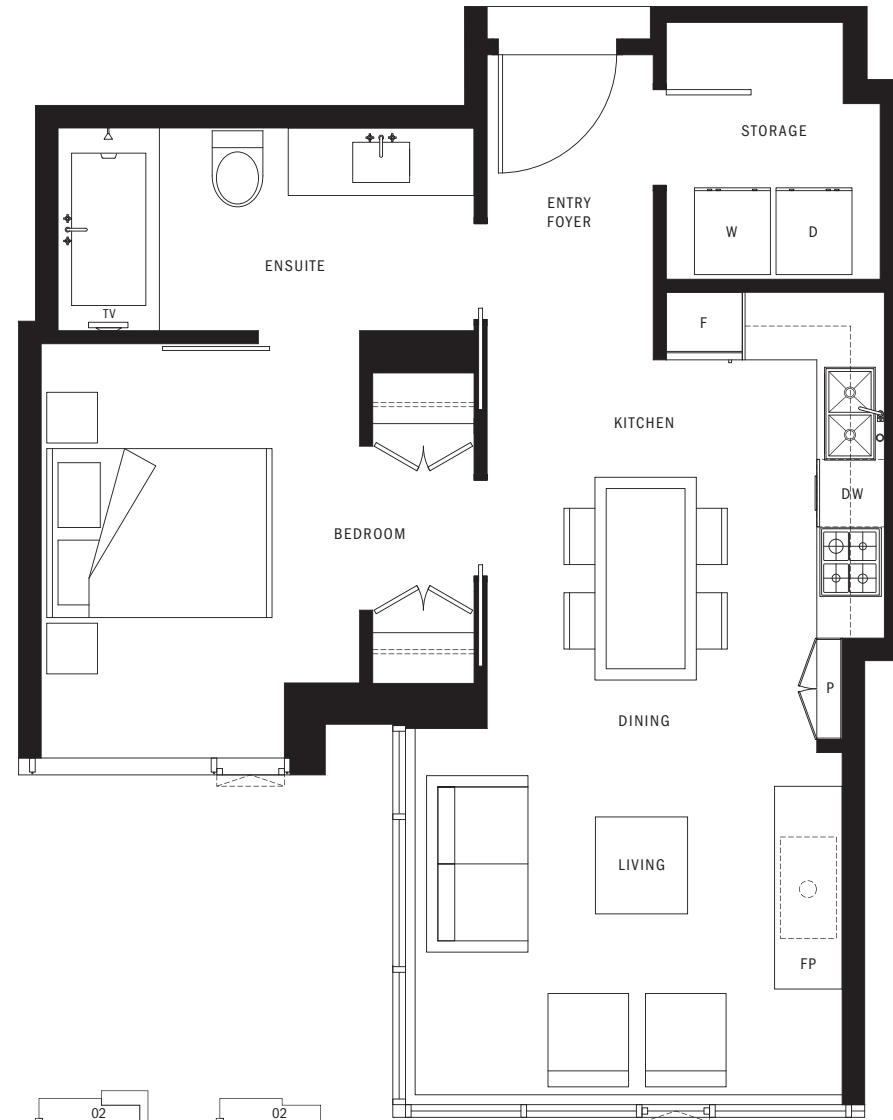 STORAGE
ENTRY
FOYER
W
D
ENSUITE
TV
F
KITCHEN
DW
BEDROOM
P
DINING
LIVING
FP
02
02